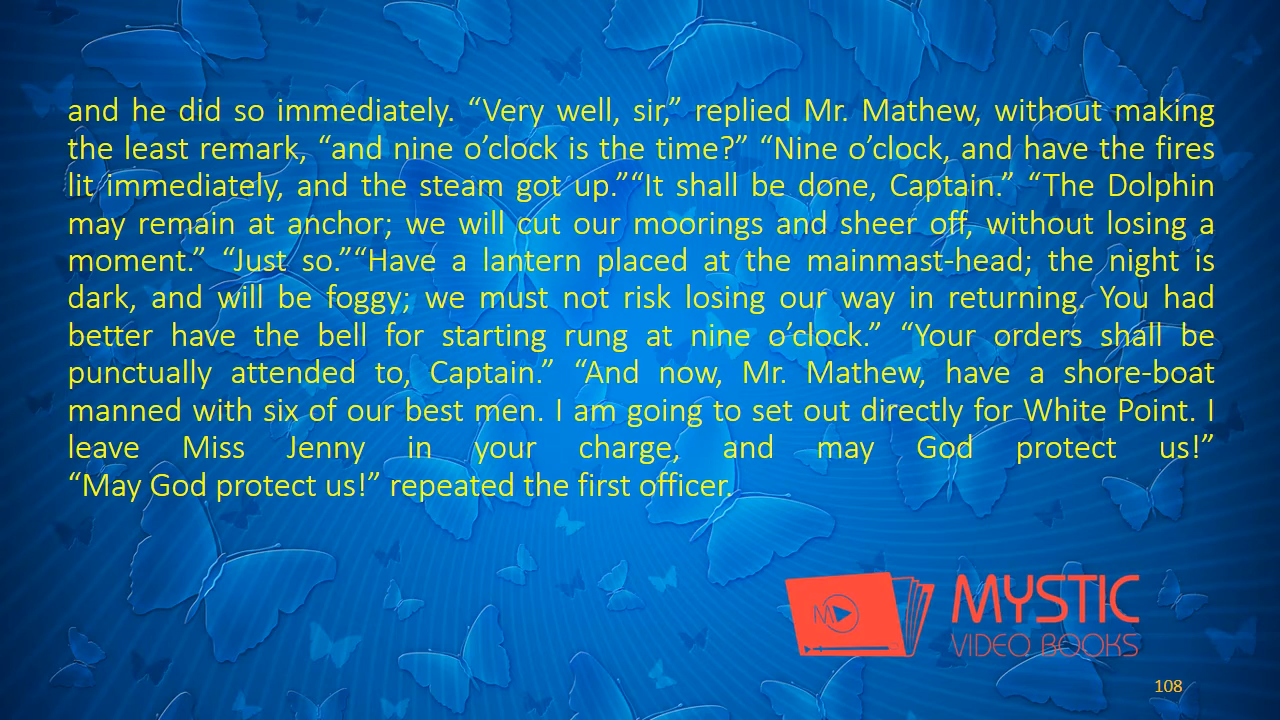 and he did so immediately. “Very well, sir,” replied Mr. Mathew, without making
the least remark, “and nine o’clock is the time?” “Nine o’clock, and have the fires
lit immediately, and the steam got up.”“It shall be done, Captain.” “The Dolphin
may remain at anchor; we will cut our moorings and sheer off, without losing a
moment.” “Just so.”“Have a lantern placed at the mainmast-head; the night is
dark, and will be foggy; we must not risk losing our way in returning. You had
better have the bell for starting rung at nine o’clock.” “Your orders shall be
punctually attended to, Captain.” “And now, Mr. Mathew, have a shore-boat
manned with six of our best men. I am going to set out directly for White Point. I
leave Miss Jenny in your charge, and may God protect us!”
“May God protect us!” repeated the first officer.
M
MYSTIC
VIDEO BOOKS
108